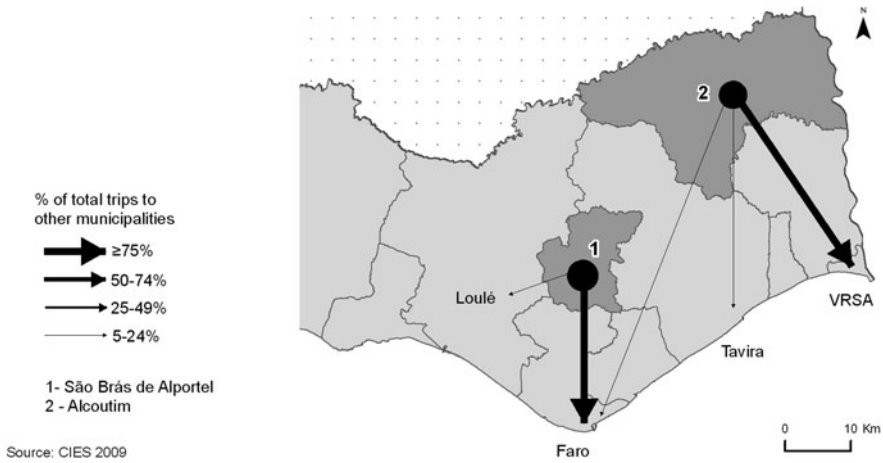 N
2
1
Loulé
VRSA
Tavira
Faro
0 10 Km
% of total trips to
other municipalities
≥75%
50-74%
25-49%
5-24%
1- São Brás de Alportel
2 - Alcoutim
Source: CIES 2009